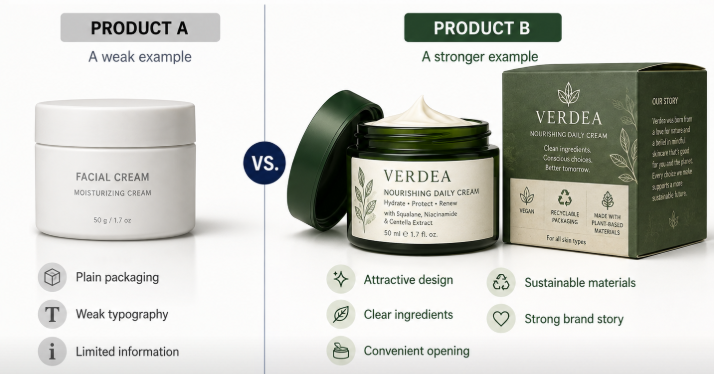 PRODUCT A
A weak example
FACIAL CREAM
MOISTURIZING CREAM
50 g / 1.7 oz
Plain packaging
T
Weak typography
i
Limited information
VS.
PRODUCT B
A stronger example
VERDEA
NOURISHING DAILY CREAM
Hydrate • Protect • Renew
with Squalane, Niacinamide
& Centella Extract
50 ml ℮ 1.7 fl. oz.
VERDEA
NOURISHING DAILY CREAM
Clean ingredients.
Conscious choices.
Better tomorrow.
VEGAN
RECYCLABLE
PACKAGING
MADE WITH
PLANT-BASED
MATERIALS
For all skin types
OUR STORY
Verdea was born from
a love for nature and
a belief in mindful
skincare that's good
for you and the planet.
Every choice we make
supports a more
sustainable future.
Attractive design
Clear ingredients
Convenient opening
Sustainable materials
Strong brand story